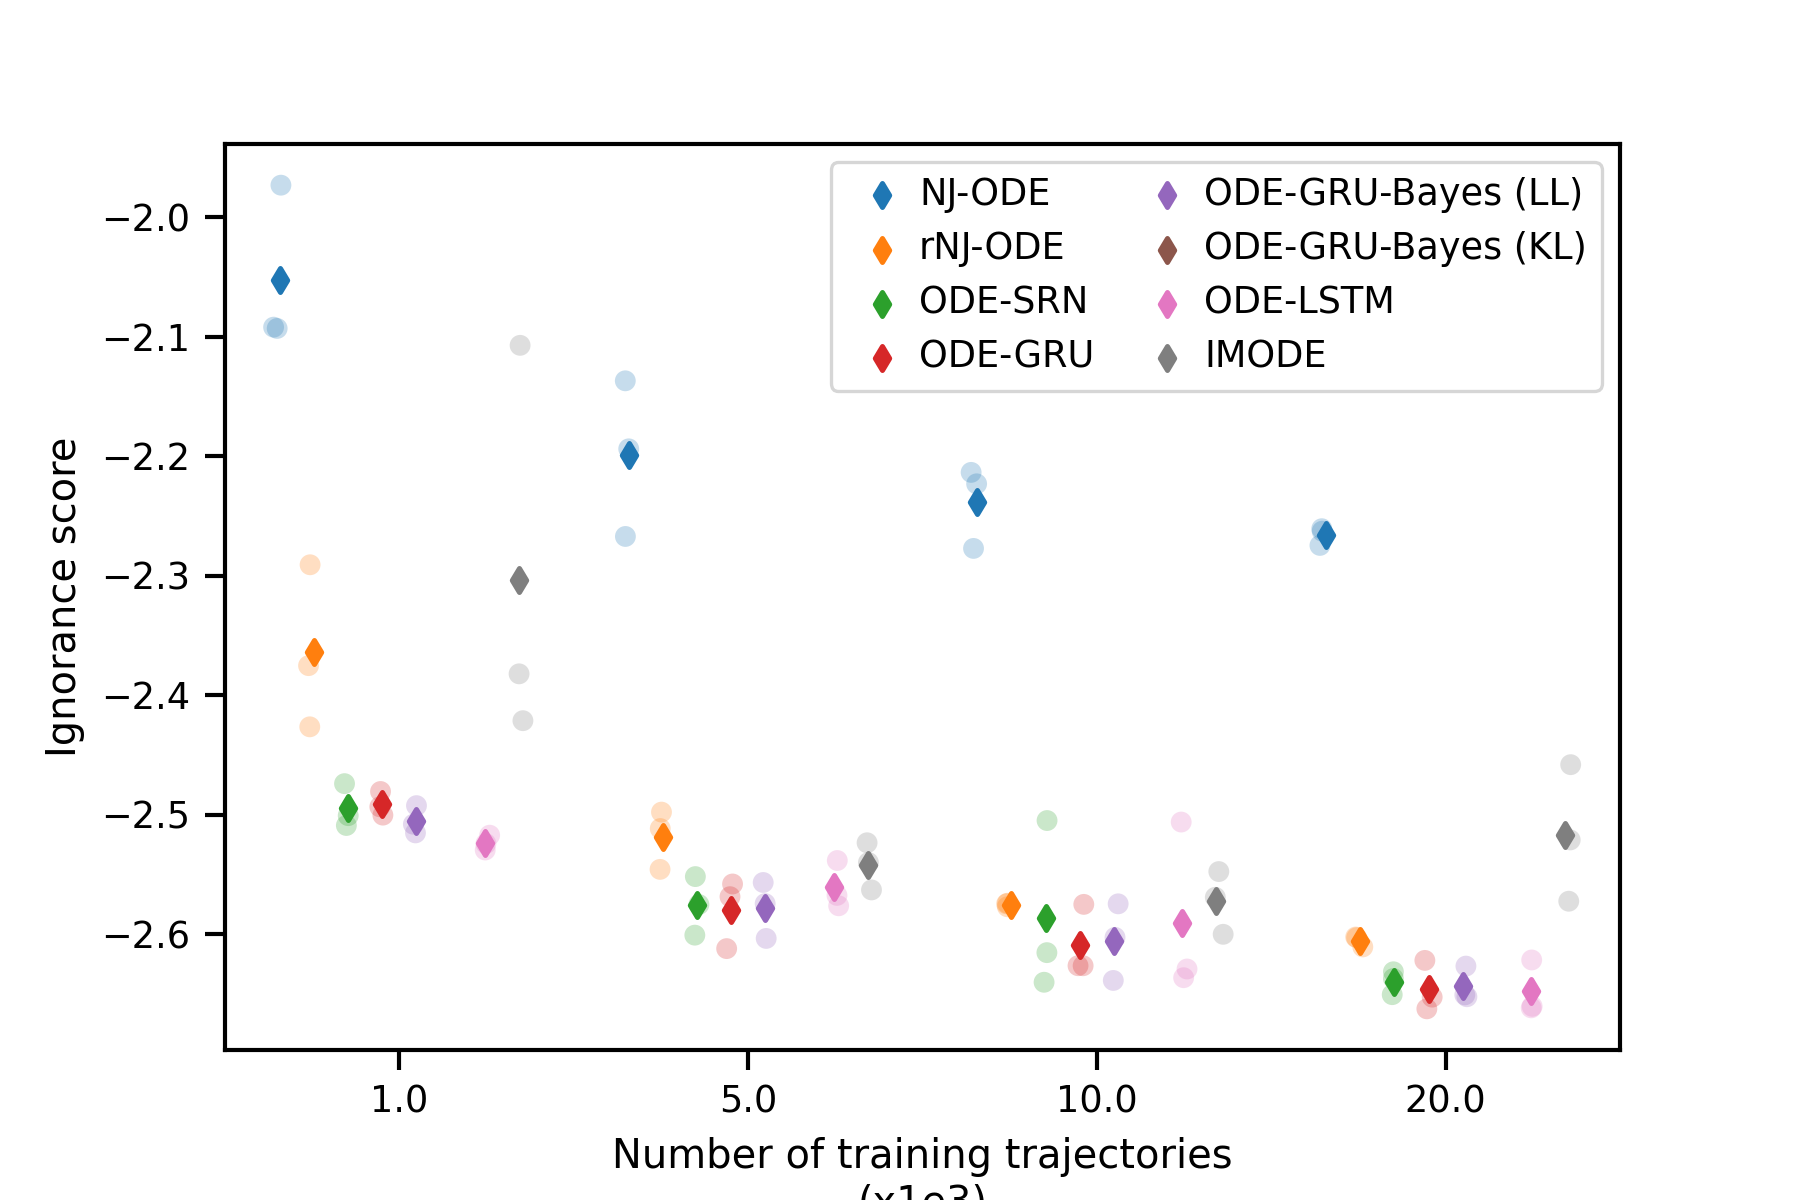 NJ-ODE
rNJ-ODE
ODE-SRN
ODE-GRU
ODE-GRU-Bayes (LL)
ODE-GRU-Bayes (KL)
ODE-LSTM
IMODE
Ignorance score
−2.0
−2.1
−2.2
−2.3
−2.4
−2.5
−2.6
1.0
5.0
10.0
20.0
Number of training trajectories
(x1e3)